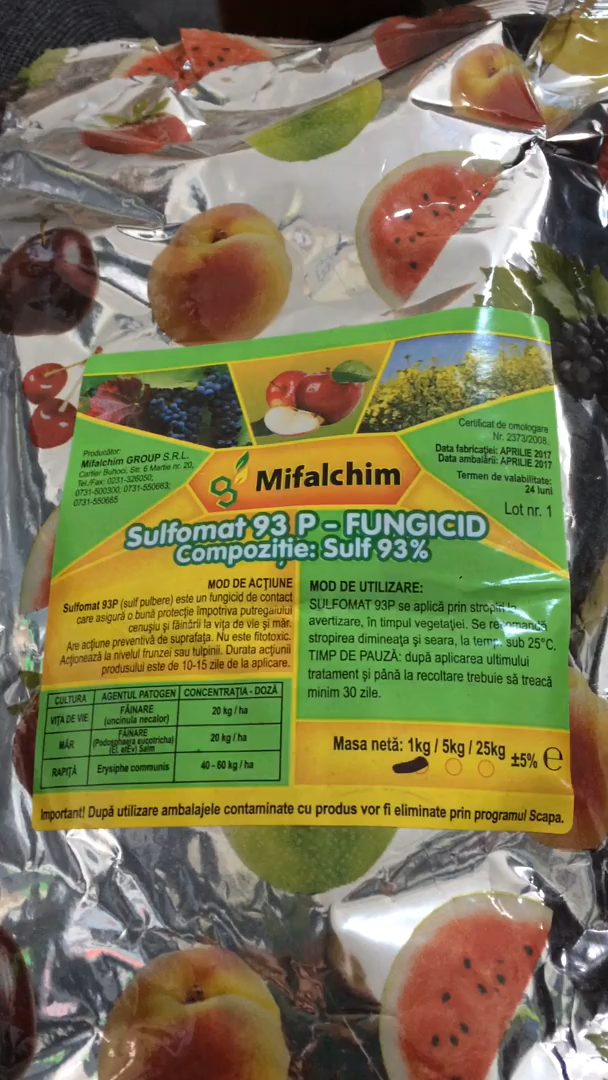 Producător:
Mifalchim GROUP S.R.L.
Cartier Buhoci, Str. 6 Martie nr. 20,
Tel./Fax: 0231-326050;
0731-500300; 0731-550663;
0731-550665
Certificat de omologare
Nr. 2373/2008.
Data fabricației: APRILIE 2017
Data ambalării: APRILIE 2017
Termen de valabilitate:
24 luni
Lot nr. 1
Mifalchim
Sulfomat 93 P - FUNGICID
Compoziție: Sulf 93%
MOD DE ACȚIUNE
Sulfomat 93P (sulf pulbere) este un fungicid de contact
care asigură o bună protecție împotriva putregaiului
cenușiu și făinării la vița de vie și măr.
Are acțiune preventivă de suprafața. Nu este fitotoxic.
Acționează la nivelul frunzei sau tulpinii. Durata acțiunii
produsului este de 10-15 zile de la aplicare.
CULTURA AGENTUL PATOGEN CONCENTRAȚIA - DOZĂ
VIȚA DE VIE FĂINARE (uncinula necalor) 20 kg / ha
MĂR FĂINARE (Podosphaera eucotricha) Salm 20 kg / ha
RAPIȚĂ Erysiphe communis 40 - 60 kg / ha
MOD DE UTILIZARE:
SULFOMAT 93P se aplică prin stropiri la
avertizare, în timpul vegetației. Se recomandă
stropirea dimineața și seara, la temp. sub 25°C.
TIMP DE PAUZĂ: după aplicarea ultimului
tratament și până la recoltare trebuie să treacă
minim 30 zile.
Masa netă: 1kg / 5kg / 25kg ±5% e
Important! După utilizare ambalajele contaminate cu produs vor fi eliminate prin programul Scapa.